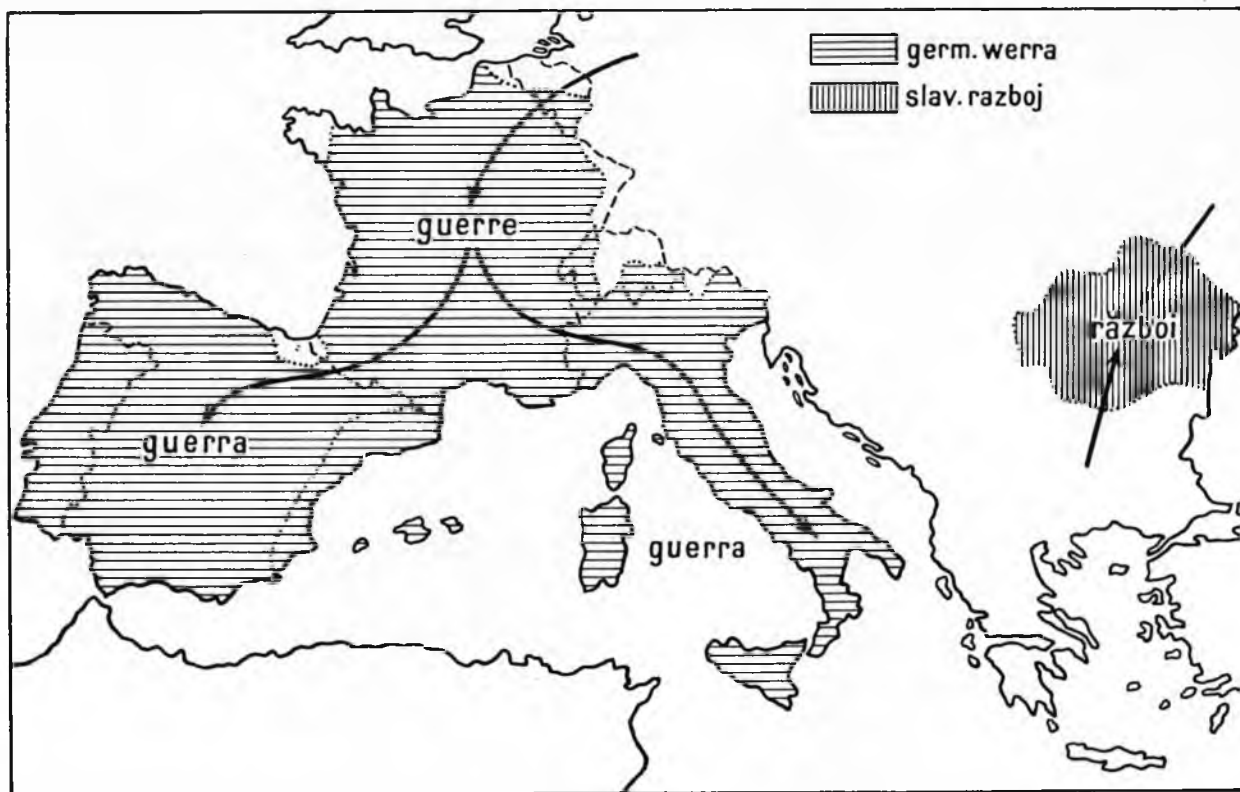 germ. werra
slav. razboj
guerre
război
guerra
guerra